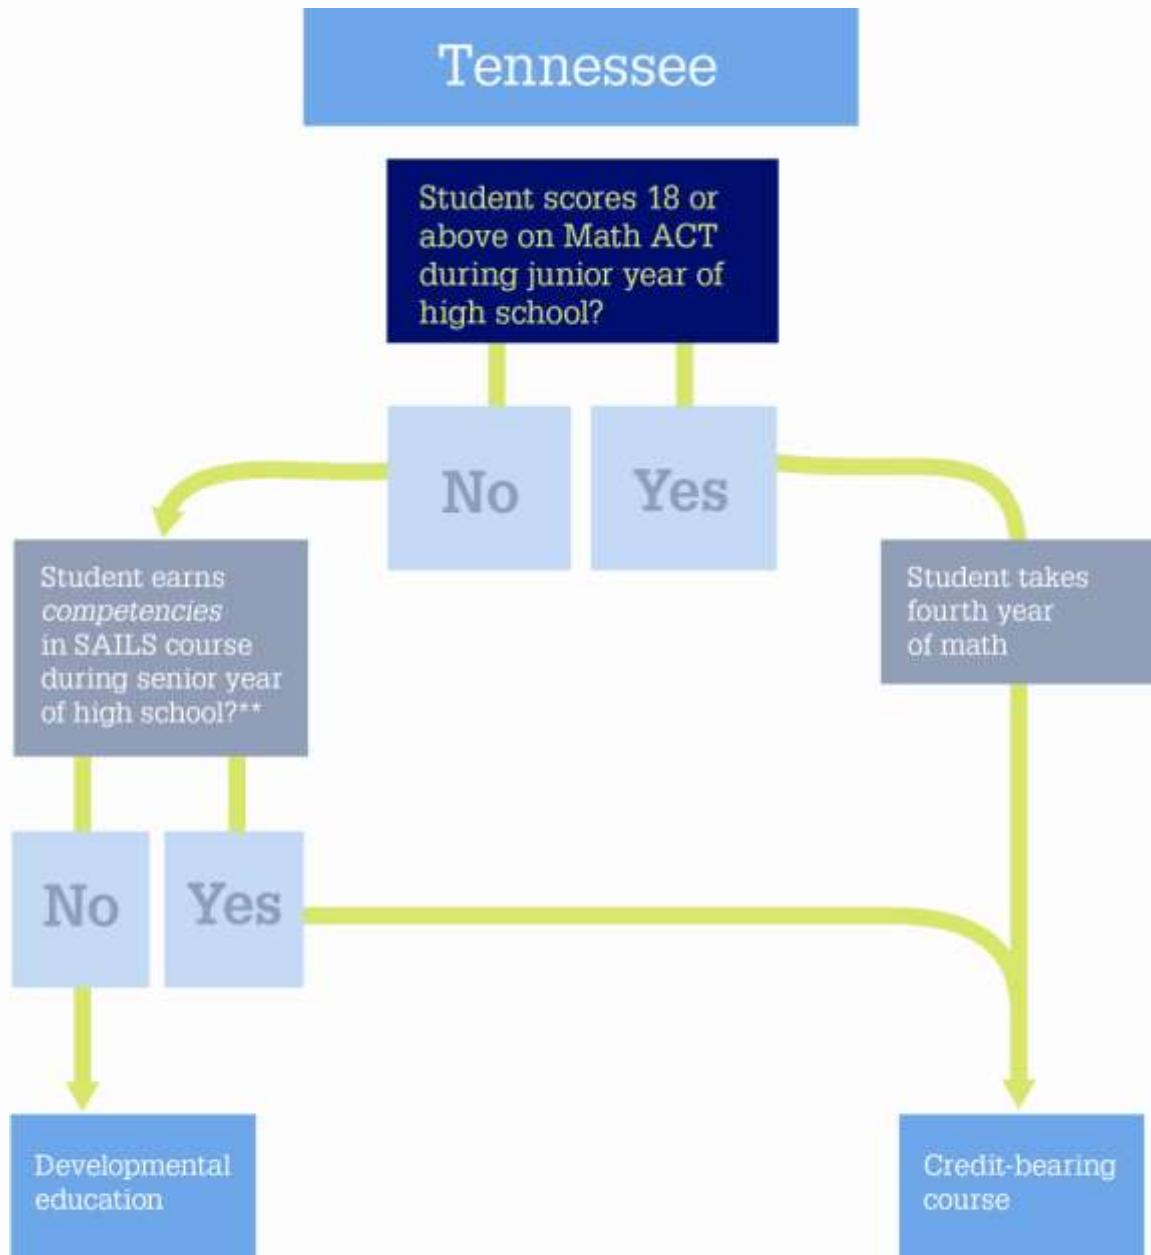 Tennessee
Student scores 18 or
above on Math ACT
during junior year of
high school?
No
Yes
Student earns
competencies
in SAILS course
during senior year
of high school?**
Student takes
fourth year
of math
No
Yes
Developmental
education
Credit-bearing
course